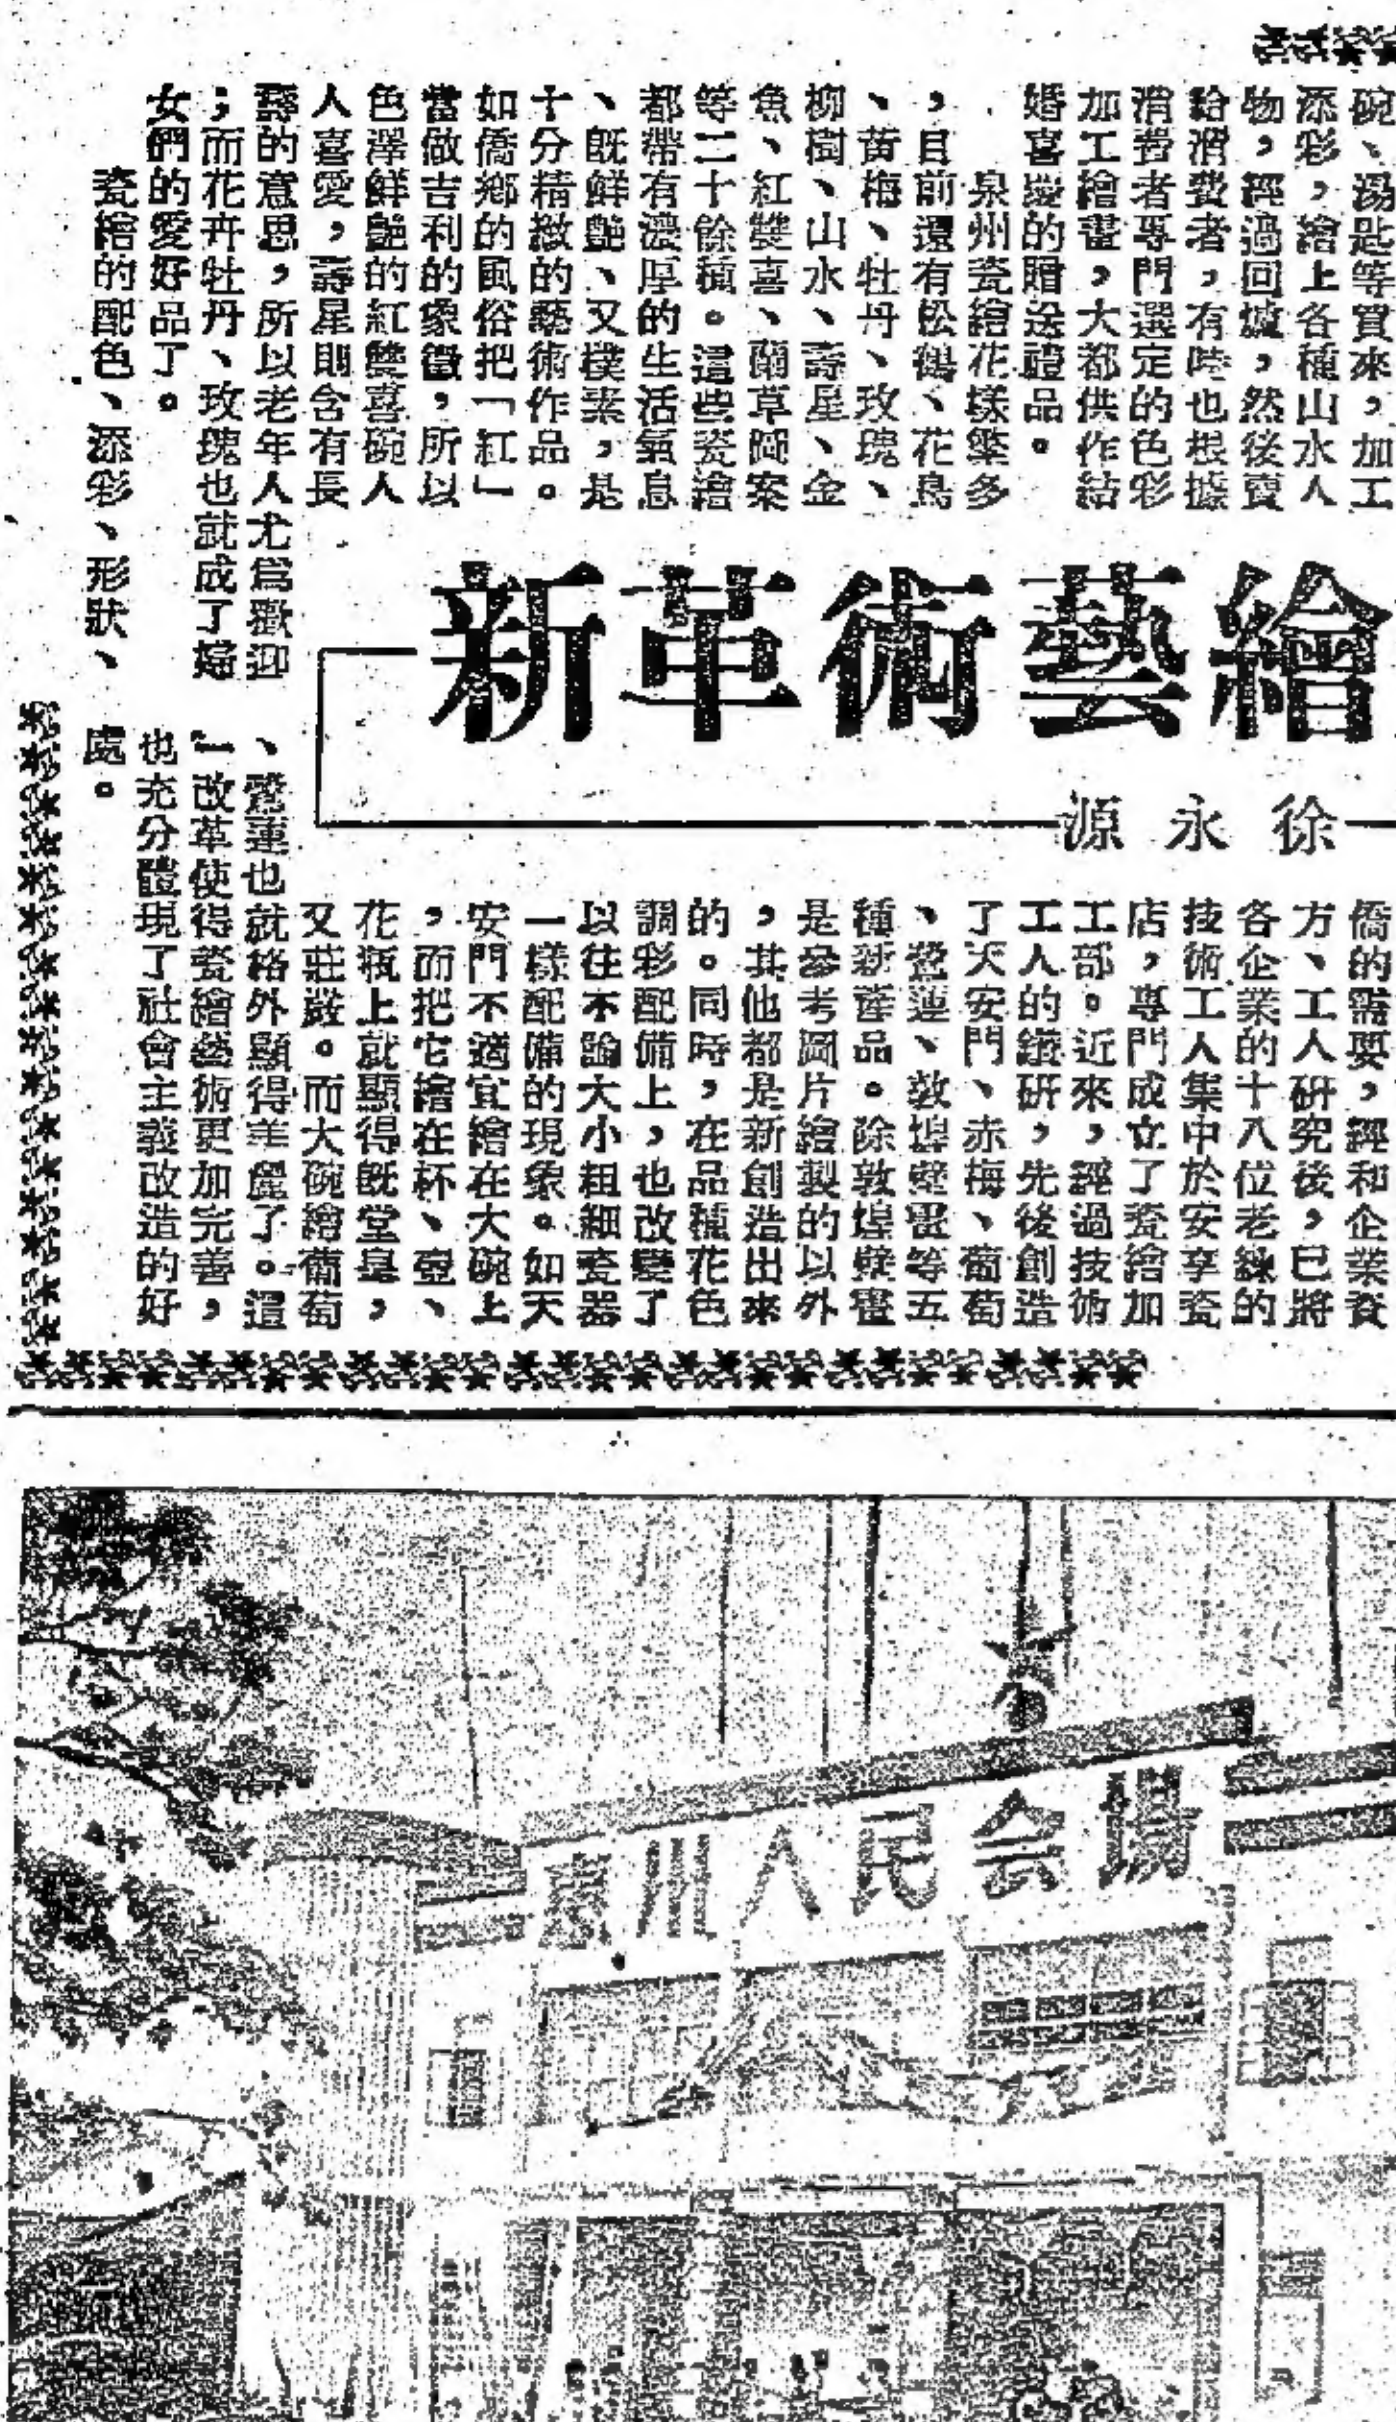 碗、湯匙等買來，加工
添彩，繪上各種山水人
物，經過回爐，然後賣
給消費者，有時也根據
消費者專門選定的色彩
加工繪畫，大都供作結
婚喜慶的贈送禮品。
泉州瓷繪花樣繁多
，目前還有松鶴、花鳥
、黃梅、牡丹、玫瑰、
柳樹、山水、壽星、金
魚、紅雙喜、蘭草圖案
等二十餘種。這些瓷繪
都帶有濃厚的生活氣息
、既鮮艷、又樸素，是
十分精緻的藝術作品。
如僑鄉的風俗把「紅」
當做吉利的象徵，所以
色澤鮮艷的紅雙喜碗人
人喜愛，壽星則含有長
壽的意思，所以老年人尤爲歡迎
；而花卉牡丹、玫瑰也就成了婦
女們的愛好品了。
瓷繪的配色、添彩、形狀、
繪藝術革新
徐永源
僑的需要，經和企業資
方、工人研究後，已將
各企業的十八位老練的
技術工人集中於安享瓷
店，專門成立了瓷繪加
工部。近來，經過技術
工人的鑽研，先後創造
了天安門、赤梅、葡萄
、鷺蓮、敦煌壁畫等五
種新產品。除敦煌壁畫
是參考圖片繪製的以外
，其他都是新創造出來
的。同時，在品種花色
調彩配備上，也改變了
以往不論大小粗細瓷器
一樣配備的現象。如天
安門不適宜繪在大碗上
，而把它繪在杯、壺、
花瓶上就顯得既堂皇，
又莊嚴。而大碗繪葡萄
、鷺蓮也就格外顯得美麗了。這
一改革使得瓷繪藝術更加完善，
也充分體現了社會主義改造的好
處。
泉州人民会場